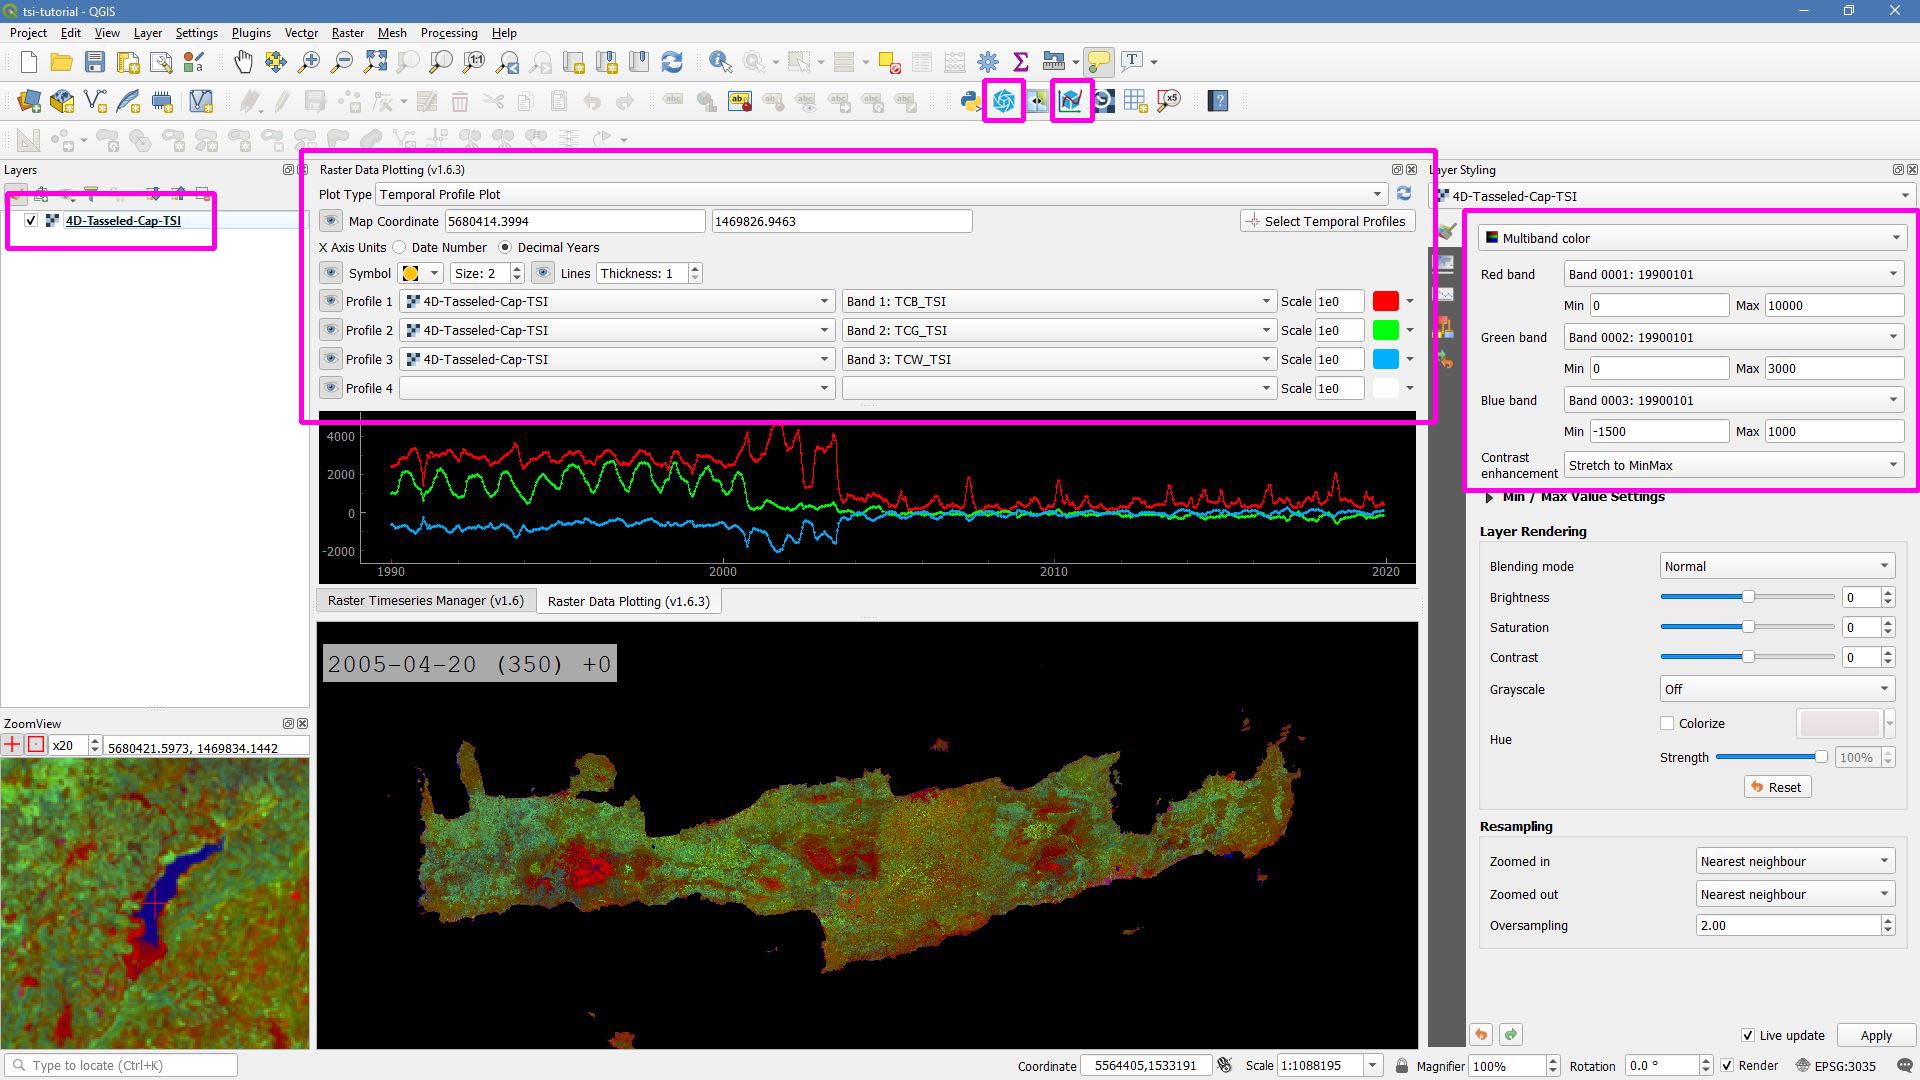 tsi-tutorial - QGIS
Project Edit View Layer Settings Plugins Vector Raster Mesh Processing Help
Layers
4D-Tasseled-Cap-TSI
Raster Data Plotting (v1.6.3)
Plot Type Temporal Profile Plot
Map Coordinate 5680414.3994 1469826.9463 Select Temporal Profiles
X Axis Units Date Number Decimal Years
Symbol Size: 2 Lines Thickness: 1
Profile 1 4D-Tasseled-Cap-TSI Band 1: TCB_TSI Scale 1e0
Profile 2 4D-Tasseled-Cap-TSI Band 2: TCG_TSI Scale 1e0
Profile 3 4D-Tasseled-Cap-TSI Band 3: TCW_TSI Scale 1e0
Profile 4 Scale 1e0
4000
2000
0
-2000
1990 2000 2010 2020
Raster Timeseries Manager (v1.6) Raster Data Plotting (v1.6.3)
2005-04-20 (350) +0
ZoomView
x20 5680421.5973, 1469834.1442
Layer Styling
4D-Tasseled-Cap-TSI
Multiband color
Red band Band 0001: 19900101
Min 0 Max 10000
Green band Band 0002: 19900101
Min 0 Max 3000
Blue band Band 0003: 19900101
Min -1500 Max 1000
Contrast enhancement Stretch to MinMax
Min / Max Value Settings
Layer Rendering
Blending mode Normal
Brightness 0
Saturation 0
Contrast 0
Grayscale Off
Hue Colorize
Strength 100%
Reset
Resampling
Zoomed in Nearest neighbour
Zoomed out Nearest neighbour
Oversampling 2.00
Live update Apply
Type to locate (Ctrl+K) Coordinate 5564405,1533191 Scale 1:1088195 Magnifier 100% Rotation 0.0 ° Render EPSG:3035